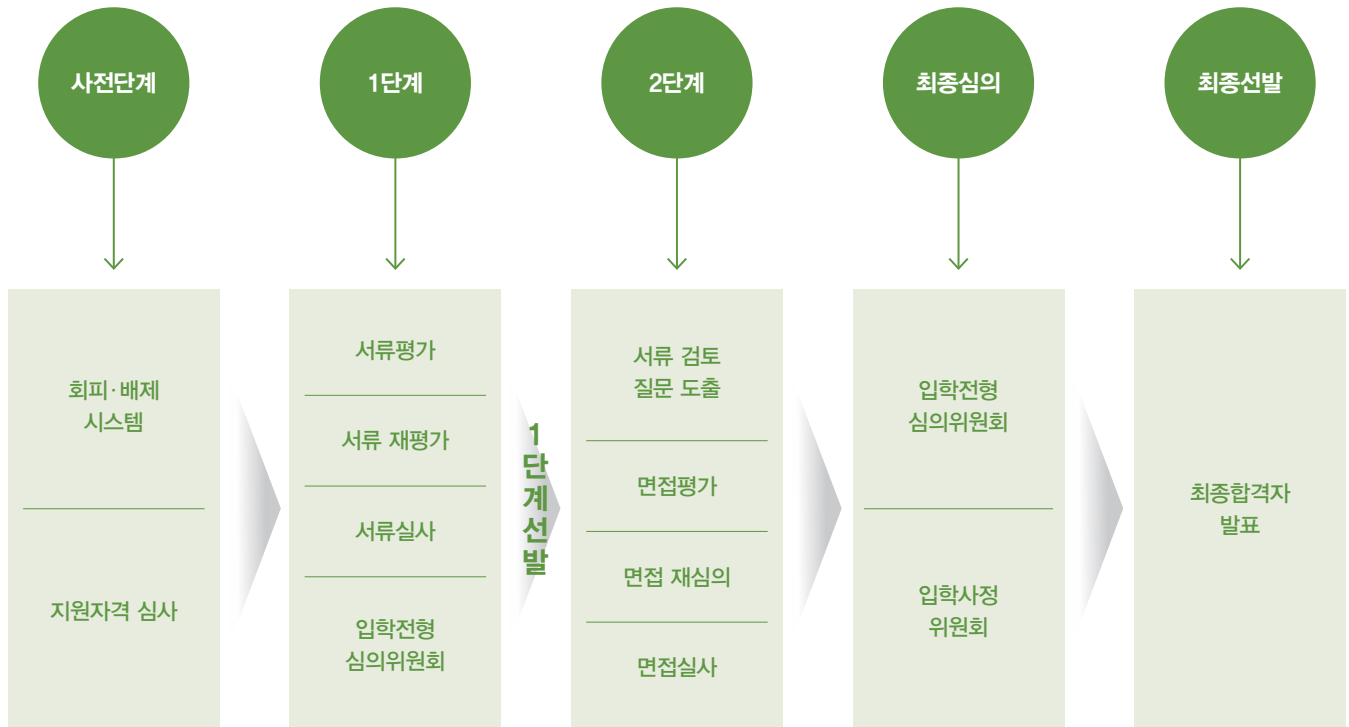 사전단계
1단계
2단계
최종심의
최종선발
회피·배제
시스템
지원자격 심사
서류평가
서류 재평가
서류실사
입학전형
심의위원회
1단계선발
서류 검토
질문 도출
면접평가
면접 재심의
면접실사
입학전형
심의위원회
입학사정
위원회
최종합격자
발표